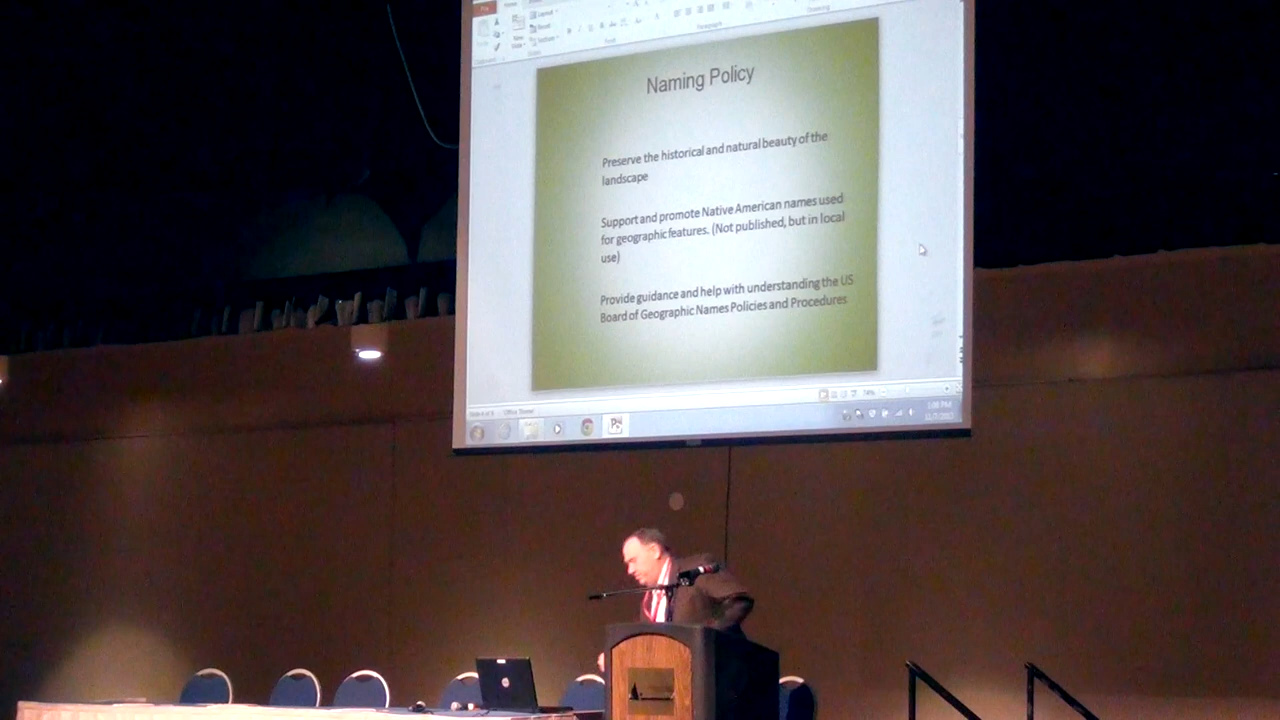 Naming Policy
Preserve the historical and natural beauty of the
landscape
Support and promote Native American names used
for geographic features. (Not published, but in local
use)
Provide guidance and help with understanding the US
Board of Geographic Names Policies and Procedures